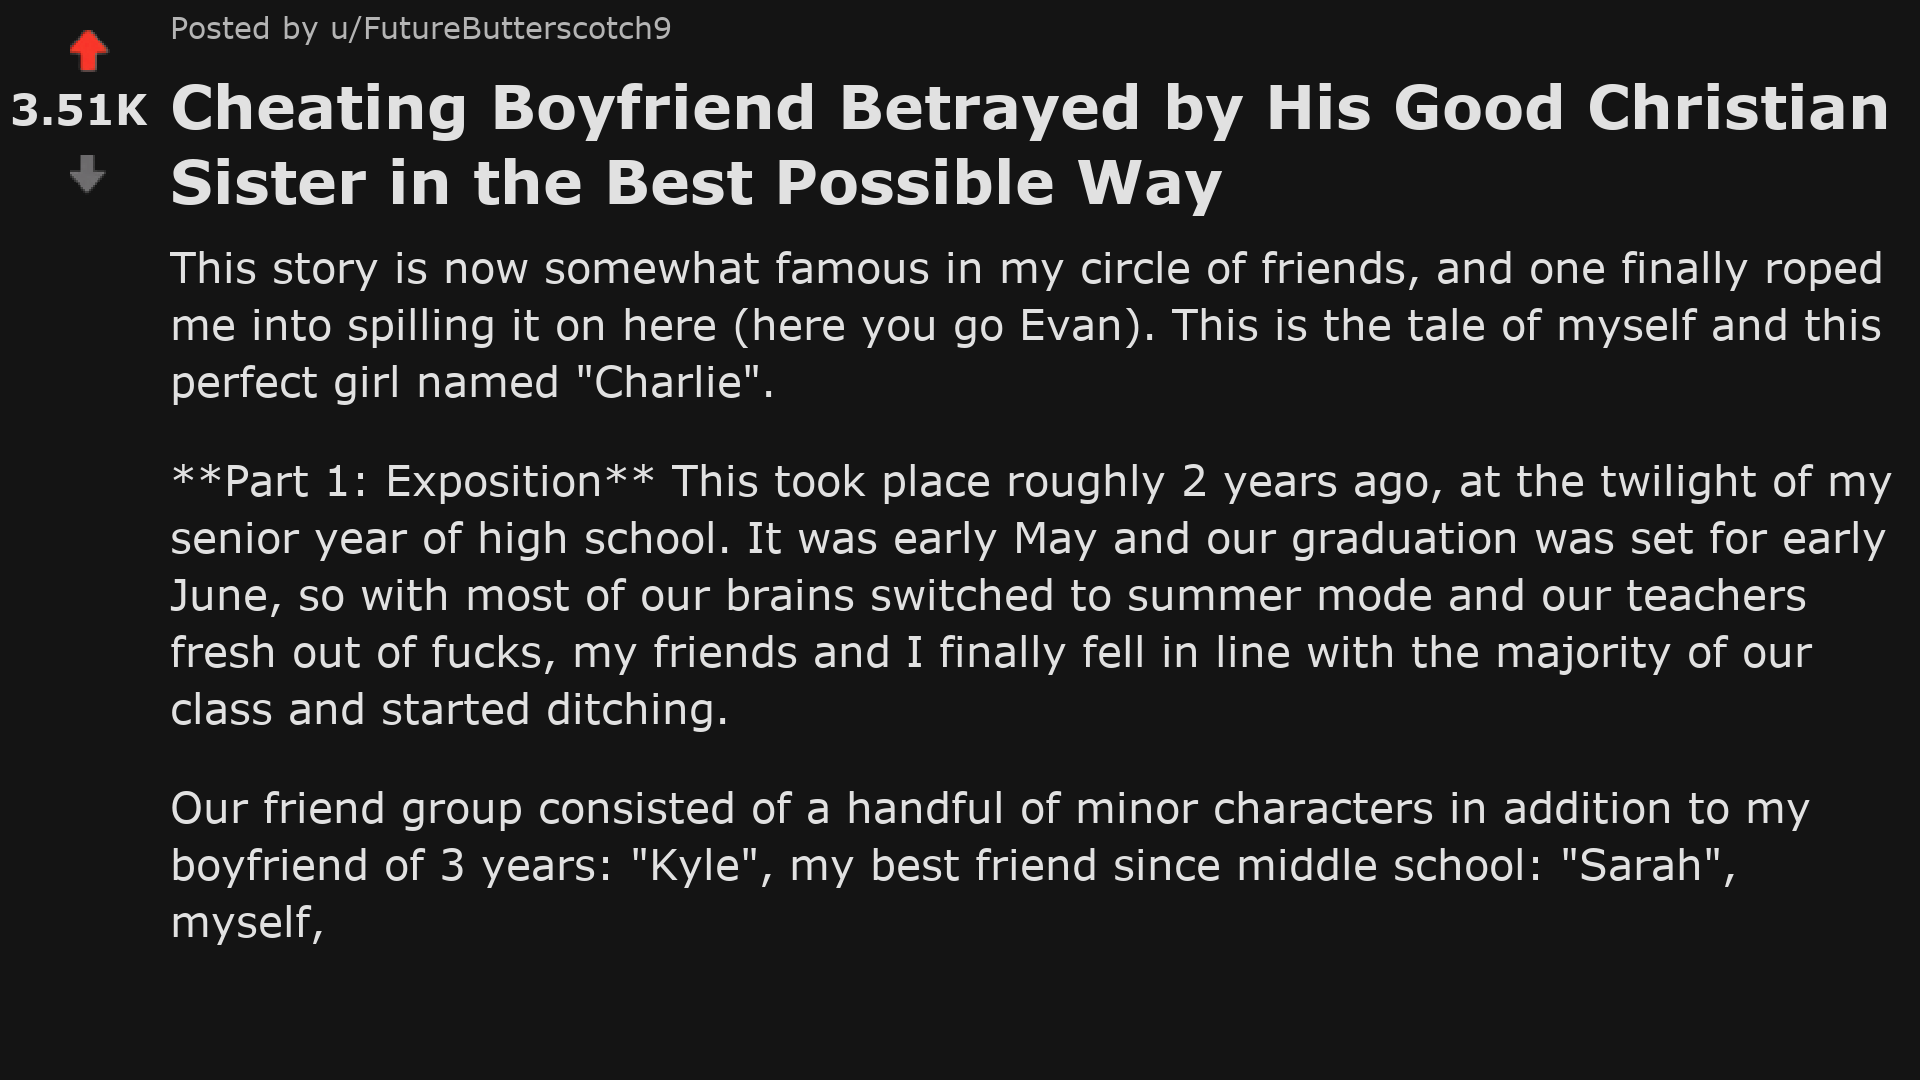 Posted by u/FutureButterscotch9
3.51K
Cheating Boyfriend Betrayed by His Good Christian
Sister in the Best Possible Way
This story is now somewhat famous in my circle of friends, and one finally roped
me into spilling it on here (here you go Evan). This is the tale of myself and this
perfect girl named "Charlie".
**Part 1: Exposition** This took place roughly 2 years ago, at the twilight of my
senior year of high school. It was early May and our graduation was set for early
June, so with most of our brains switched to summer mode and our teachers
fresh out of fucks, my friends and I finally fell in line with the majority of our
class and started ditching.
Our friend group consisted of a handful of minor characters in addition to my
boyfriend of 3 years: "Kyle", my best friend since middle school: "Sarah",
myself,